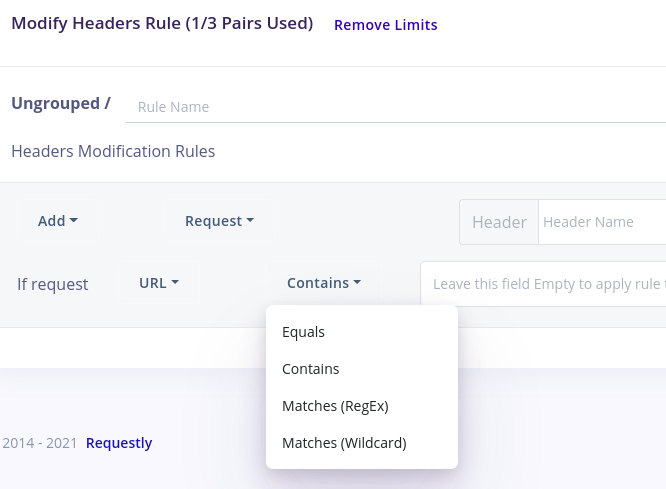 Modify Headers Rule (1/3 Pairs Used) Remove Limits
Ungrouped / Rule Name
Headers Modification Rules
Add Request Header Header Name
If request URL Contains Leave this field Empty to apply rule
Equals
Contains
Matches (RegEx)
Matches (Wildcard)
2014 - 2021 Requestly